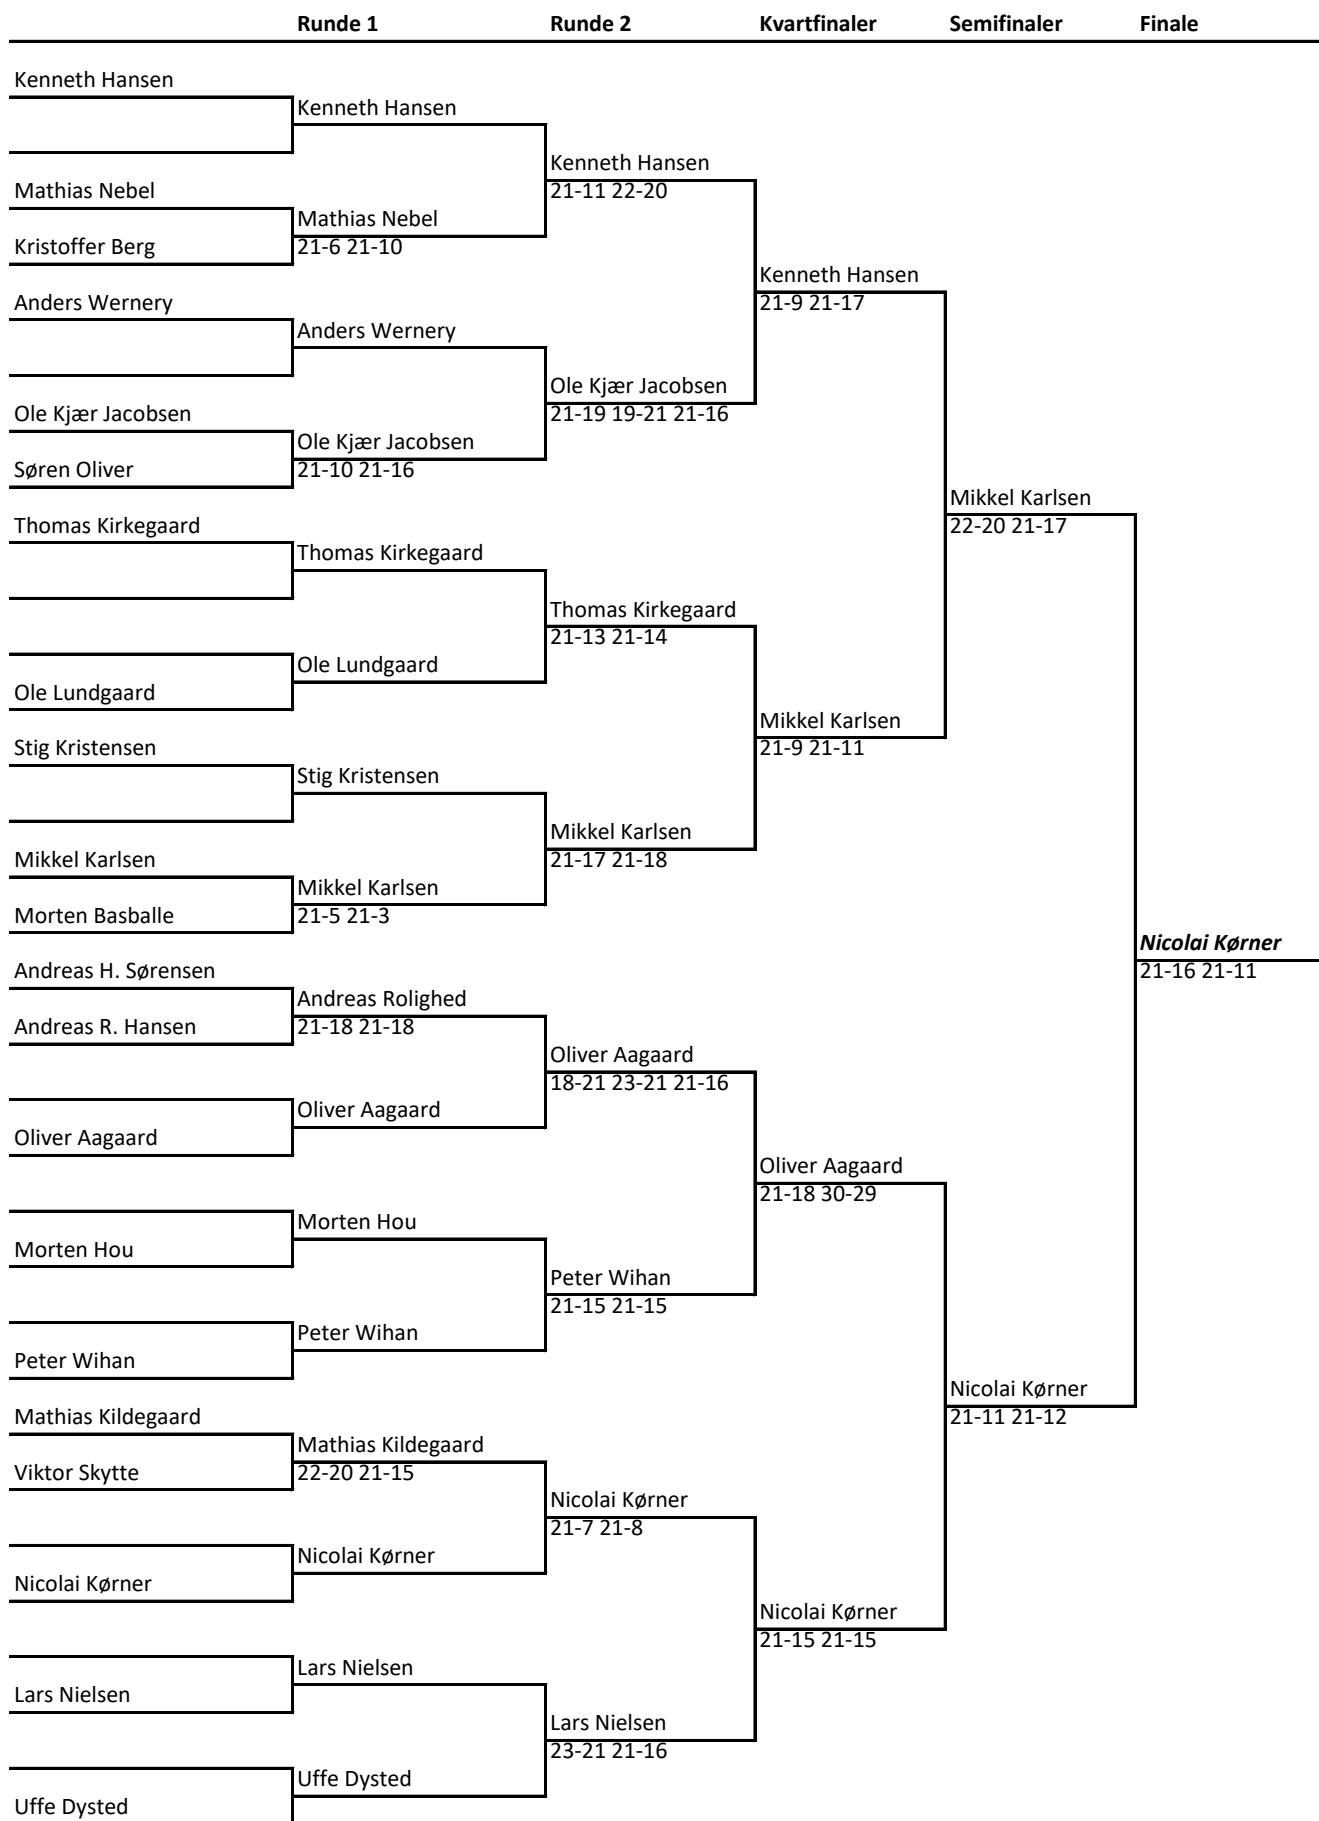 Runde 1 Runde 2 Kvartfinaler Semifinaler Finale
Kenneth Hansen
Kenneth Hansen
Kenneth Hansen
Mathias Nebel 21-11 22-20
Mathias Nebel
Kristoffer Berg 21-6 21-10
Kenneth Hansen
Anders Wernery 21-9 21-17
Anders Wernery
Ole Kjær Jacobsen
Ole Kjær Jacobsen 21-19 19-21 21-16
Ole Kjær Jacobsen
Søren Oliver 21-10 21-16
Mikkel Karlsen
Thomas Kirkegaard 22-20 21-17
Thomas Kirkegaard
Thomas Kirkegaard
21-13 21-14
Ole Lundgaard
Ole Lundgaard
Mikkel Karlsen
Stig Kristensen 21-9 21-11
Stig Kristensen
Mikkel Karlsen
Mikkel Karlsen 21-17 21-18
Mikkel Karlsen
Morten Basballe 21-5 21-3
Nicolai Kørner
Andreas H. Sørensen 21-16 21-11
Andreas Rolighed
Andreas R. Hansen 21-18 21-18
Oliver Aagaard
18-21 23-21 21-16
Oliver Aagaard
Oliver Aagaard
Oliver Aagaard
21-18 30-29
Morten Hou
Morten Hou
Peter Wihan
21-15 21-15
Peter Wihan
Peter Wihan
Nicolai Kørner
Mathias Kildegaard 21-11 21-12
Mathias Kildegaard
Viktor Skytte 22-20 21-15
Nicolai Kørner
21-7 21-8
Nicolai Kørner
Nicolai Kørner
Nicolai Kørner
21-15 21-15
Lars Nielsen
Lars Nielsen
Lars Nielsen
23-21 21-16
Uffe Dysted
Uffe Dysted